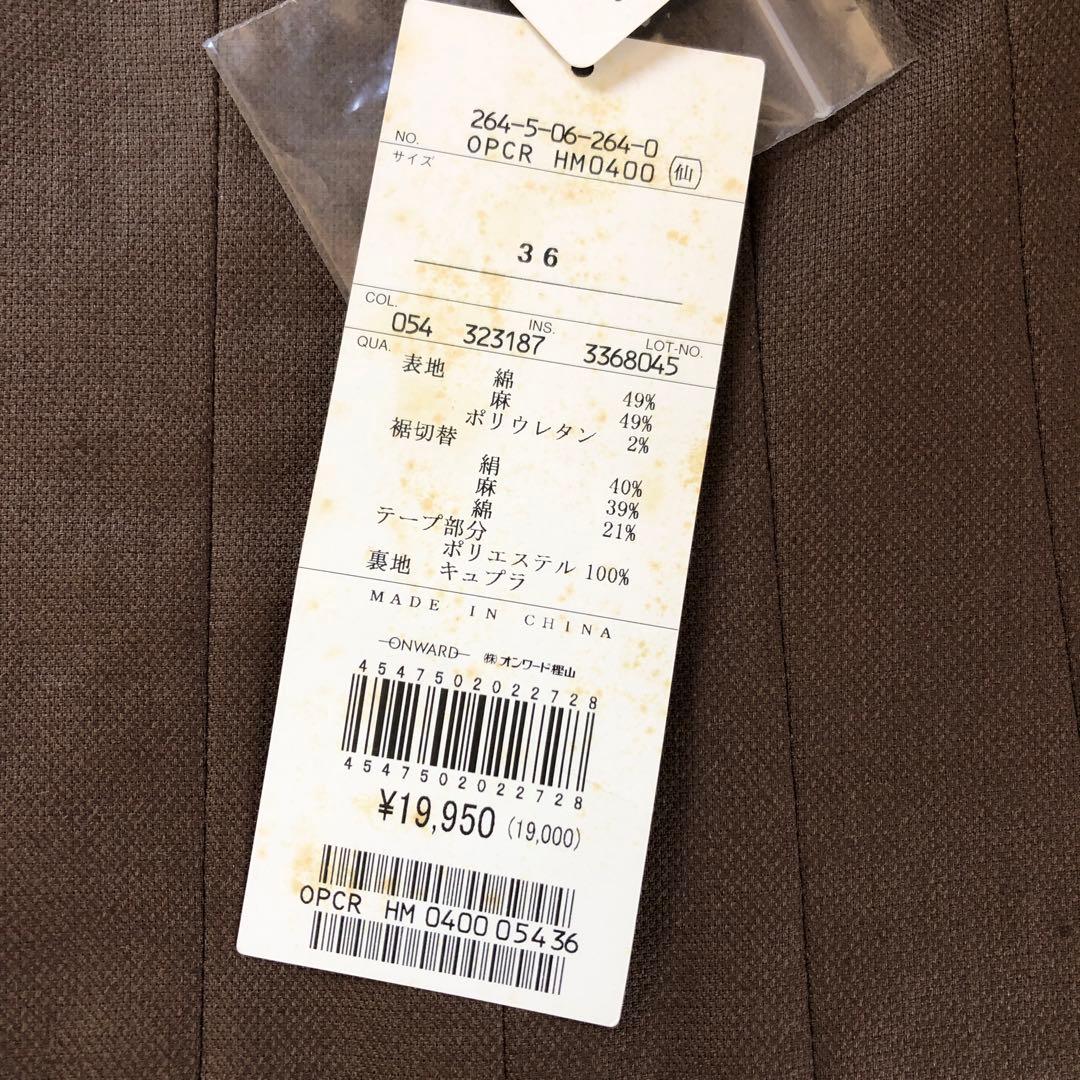 264-5-06-264-0
NO. OPCR HM0400 仙
サイズ
36
COL. INS. LOT-NO.
054 323187 3368045
QUA.
表地 綿 49%
麻 49%
ポリウレタン 2%
裾切替
絹 40%
麻 39%
綿 21%
テープ部分
ポリエステル 100%
裏地 キュプラ
MADE IN CHINA
ONWARD ㈱オンワード樫山
4547502022728
4547502022728
¥19,950 (19,000)
OPCR HM 0400 054 36